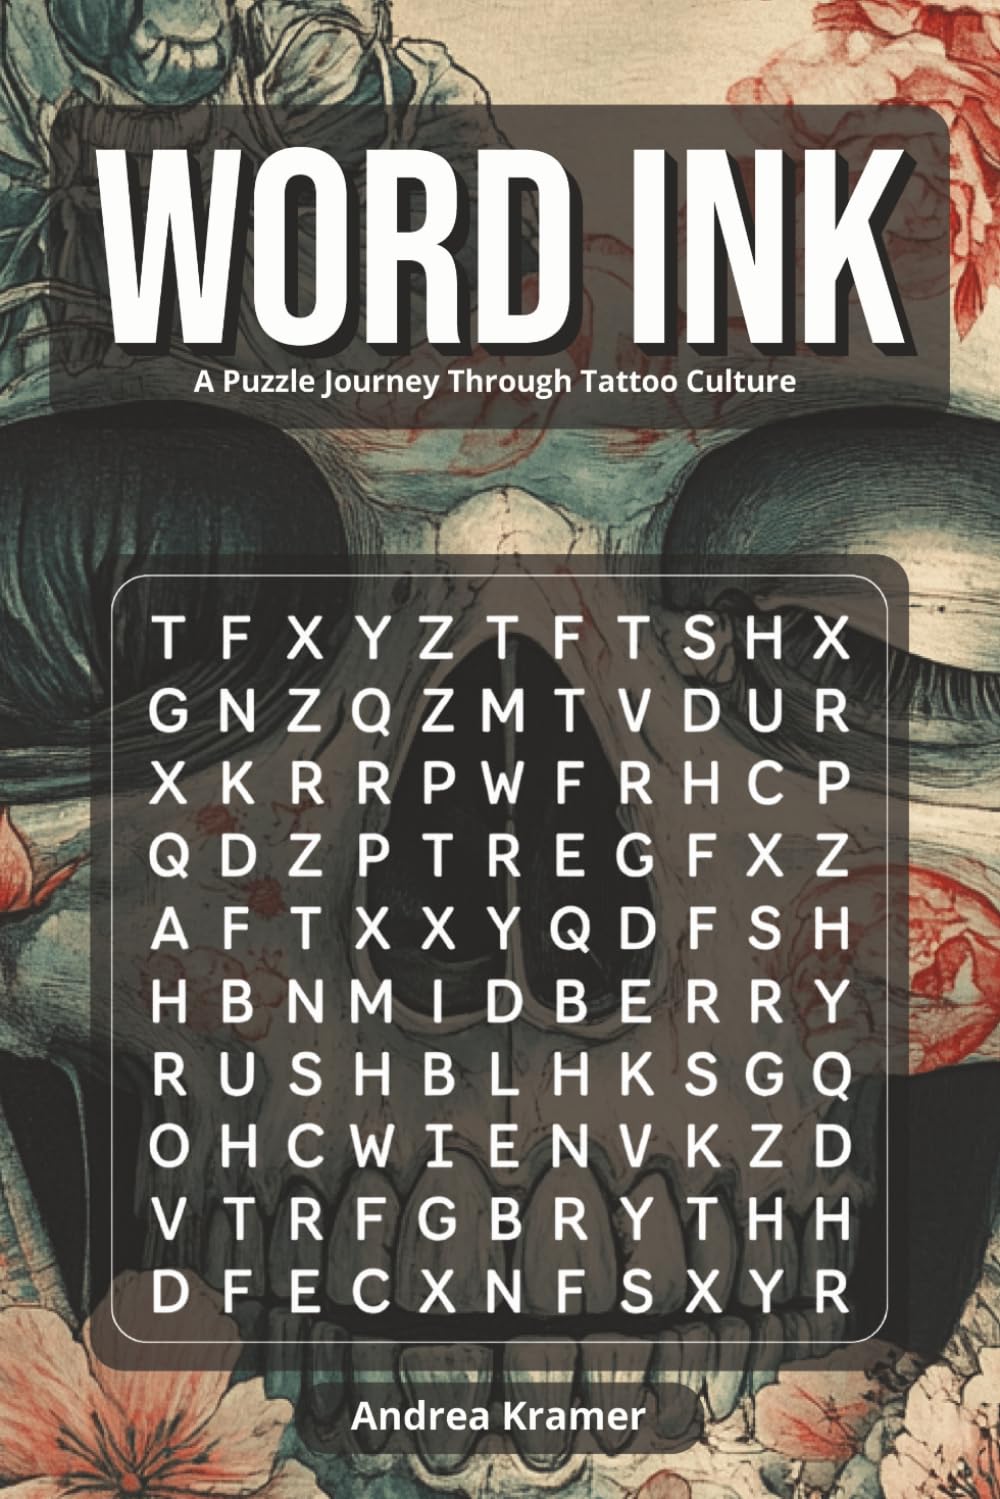 WORD INK
A Puzzle Journey Through Tattoo Culture
T F X Y Z T F T S H X
G N Z Q Z M T V D U R
X K R R P W F R H C P
Q D Z P T R E G F X Z
A F T X X Y Q D F S H
H B N M I D B E R R Y
R U S H B L H K S G Q
O H C W I E N V K Z D
V T R F G B R Y T H H
D F E C X N F S X Y R
Andrea Kramer